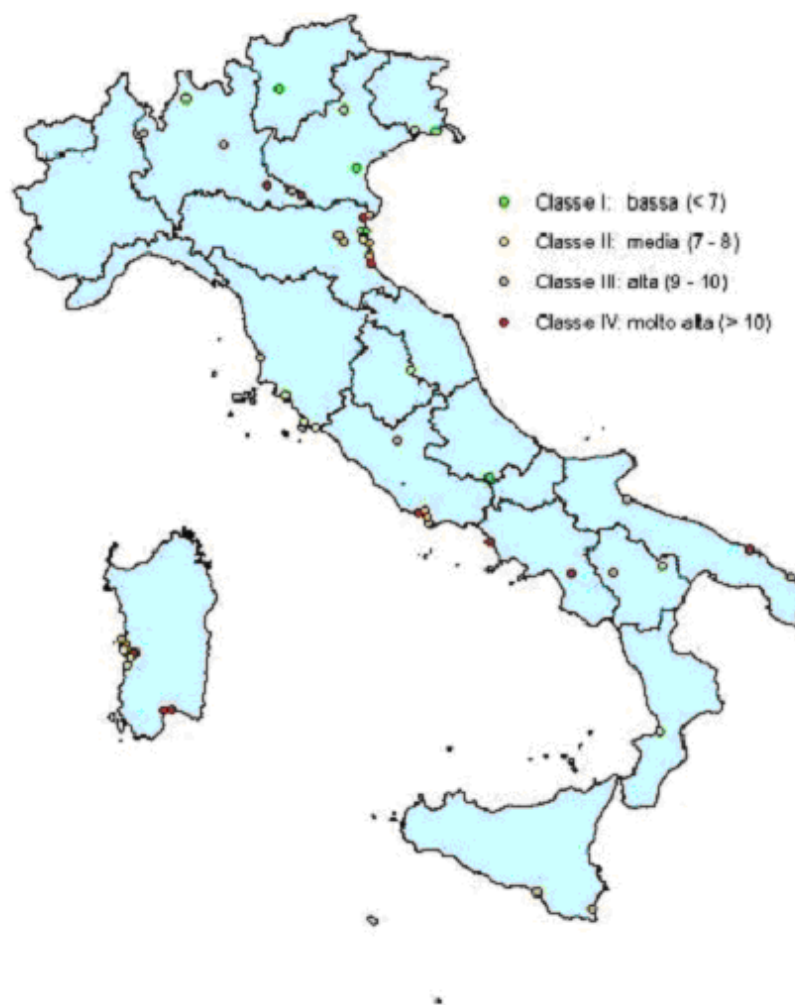 Classe I: bassa (< 7)
Classe II: media (7 - 8)
Classe III: alta (9 - 10)
Classe IV: molto alta (> 10)